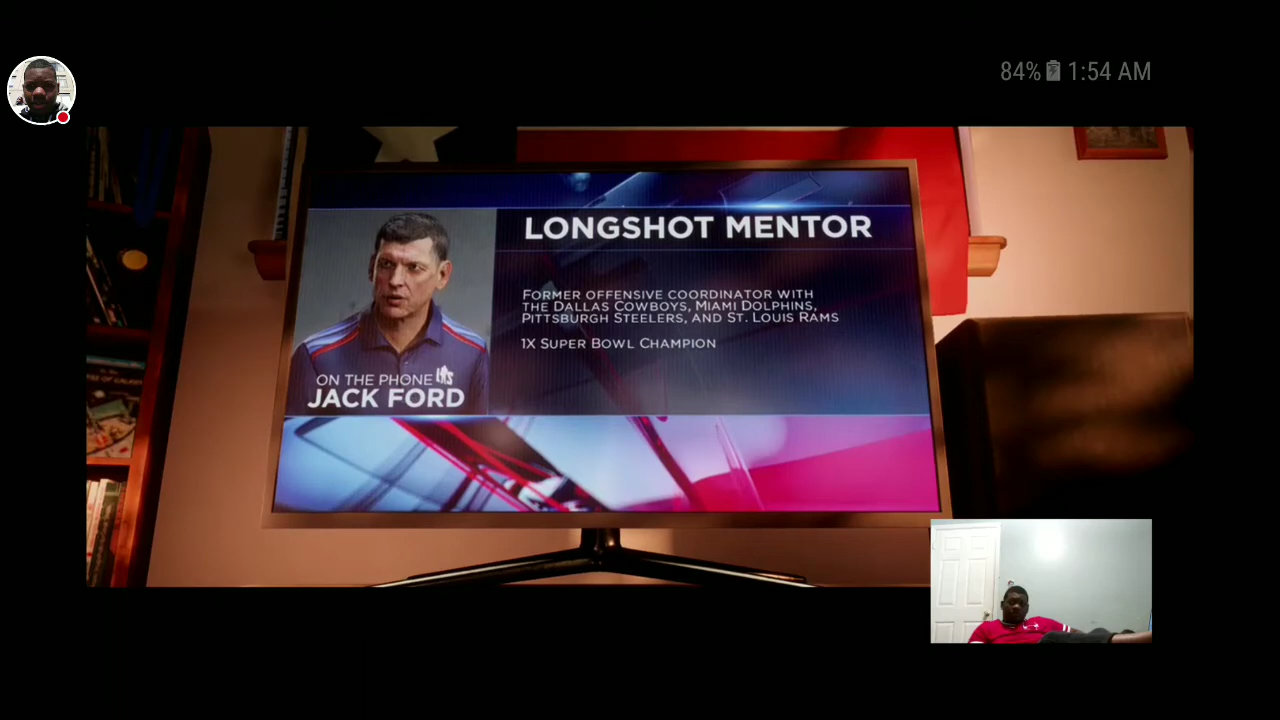 84% 1:54 AM
LONGSHOT MENTOR
FORMER OFFENSIVE COORDINATOR WITH
THE DALLAS COWBOYS, MIAMI DOLPHINS,
PITTSBURGH STEELERS, AND ST. LOUIS RAMS
1X SUPER BOWL CHAMPION
ON THE PHONE
JACK FORD